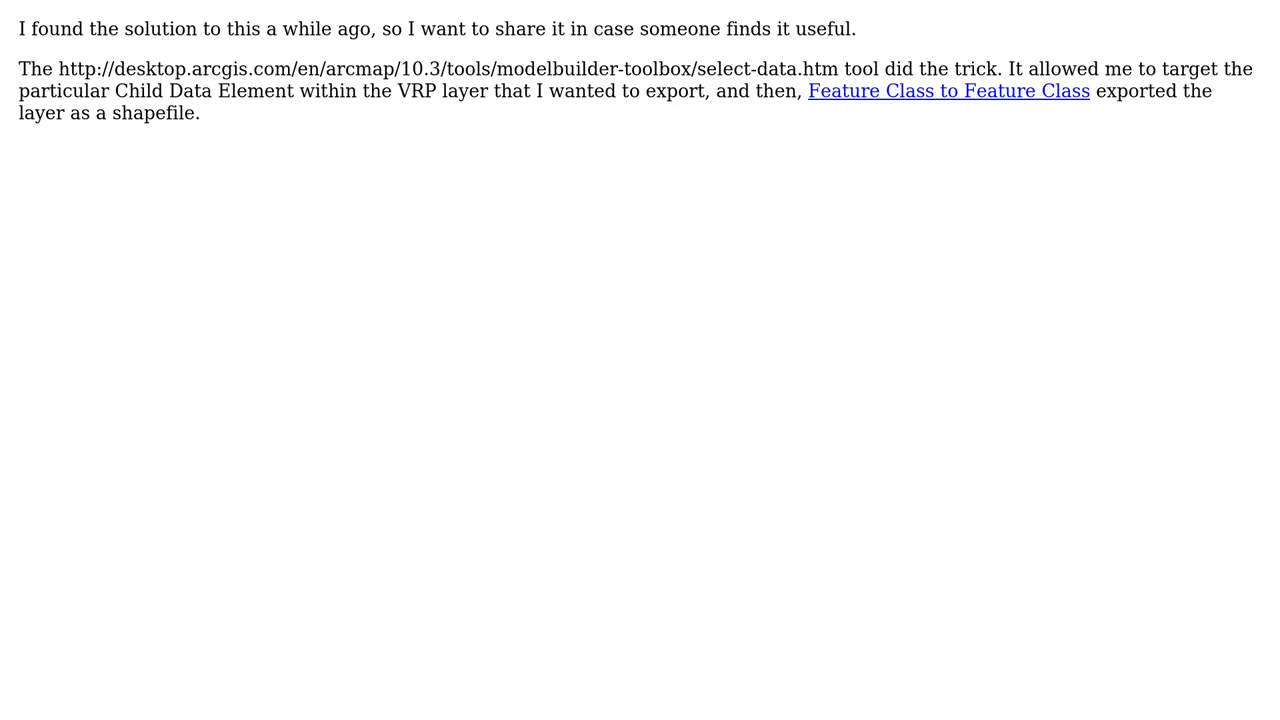 I found the solution to this a while ago, so I want to share it in case someone finds it useful.
The http://desktop.arcgis.com/en/arcmap/10.3/tools/modelbuilder-toolbox/select-data.htm tool did the trick. It allowed me to target the
particular Child Data Element within the VRP layer that I wanted to export, and then, Feature Class to Feature Class exported the
layer as a shapefile.